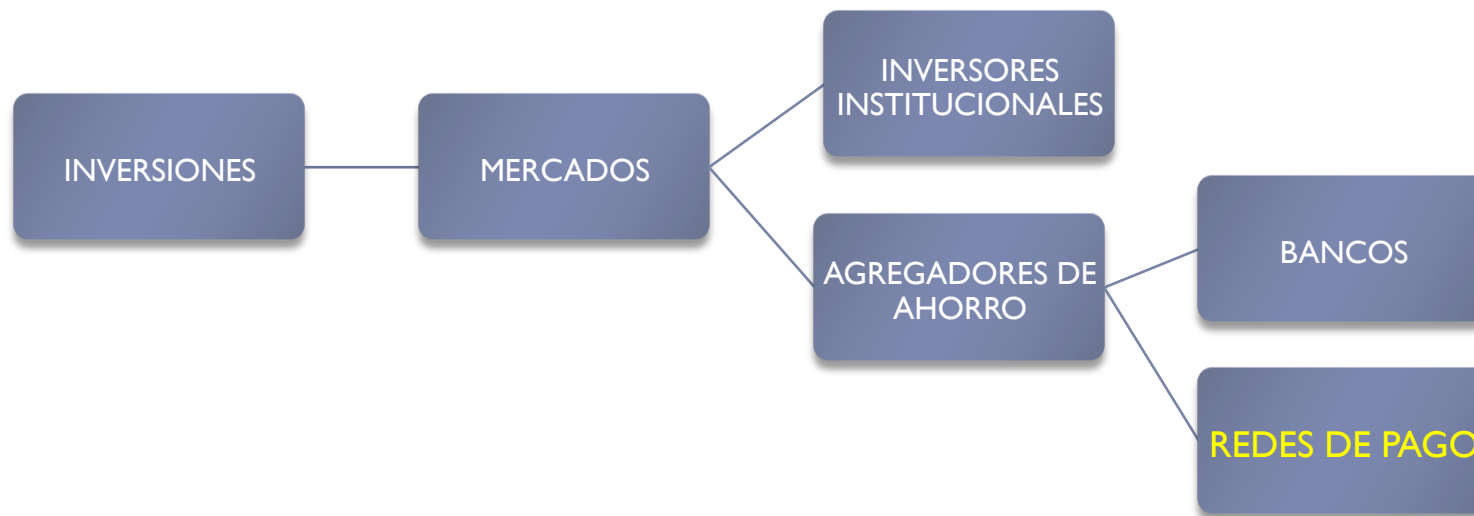 INVERSIONES
MERCADOS
INVERSORES
INSTITUCIONALES
AGREGADORES DE
AHORRO
BANCOS
REDES DE PAGO